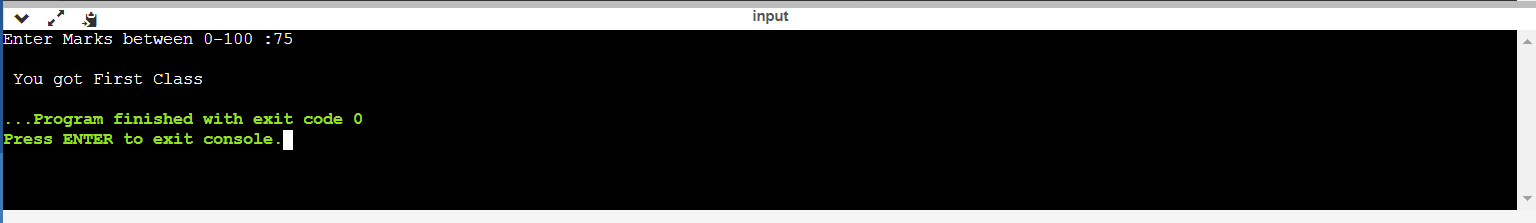 input
Enter Marks between 0-100 :75
You got First Class
...Program finished with exit code 0
Press ENTER to exit console.